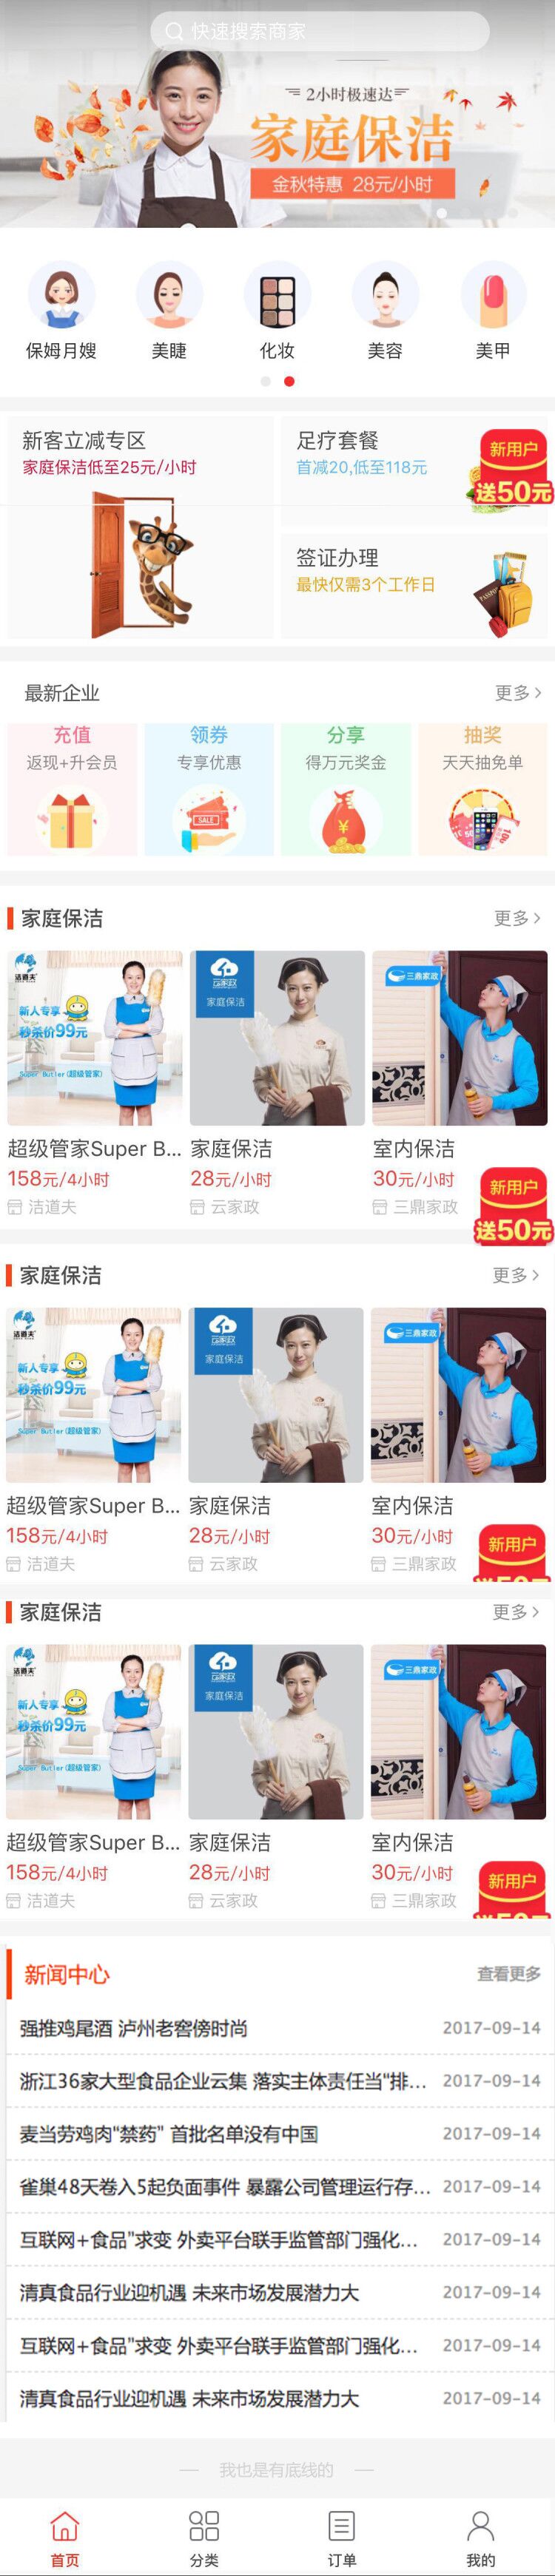 快速搜索商家
2小时极速达
家庭保洁
金秋特惠 28元/小时
保姆月嫂 美睫 化妆 美容 美甲
新客立减专区
家庭保洁低至25元/小时
足疗套餐
首减20,低至118元
新用户
送50元
签证办理
最快仅需3个工作日
最新企业 更多
充值 领券 分享 抽奖
返现+升会员 专享优惠 得万元奖金 天天抽免单
SALE
家庭保洁 更多
洁道夫
新人专享
秒杀价99元
Super Butler(超级管家)
云家政
家庭保洁
三鼎家政
超级管家Super B... 家庭保洁 室内保洁
158元/4小时 28元/小时 30元/小时
洁道夫 云家政 三鼎家政
新用户
送50元
家庭保洁 更多
洁道夫
新人专享
秒杀价99元
Super Butler(超级管家)
云家政
家庭保洁
三鼎家政
超级管家Super B... 家庭保洁 室内保洁
158元/4小时 28元/小时 30元/小时
洁道夫 云家政 三鼎家政
新用户
家庭保洁 更多
洁道夫
新人专享
秒杀价99元
Super Butler(超级管家)
云家政
家庭保洁
三鼎家政
超级管家Super B... 家庭保洁 室内保洁
158元/4小时 28元/小时 30元/小时
洁道夫 云家政 三鼎家政
新用户
新闻中心 查看更多
强推鸡尾酒 泸州老窖傍时尚 2017-09-14
浙江36家大型食品企业云集 落实主体责任当“排... 2017-09-14
麦当劳鸡肉“禁药” 首批名单没有中国 2017-09-14
雀巢48天卷入5起负面事件 暴露公司管理运行存... 2017-09-14
互联网+食品”求变 外卖平台联手监管部门强化... 2017-09-14
清真食品行业迎机遇 未来市场发展潜力大 2017-09-14
互联网+食品”求变 外卖平台联手监管部门强化... 2017-09-14
清真食品行业迎机遇 未来市场发展潜力大 2017-09-14
我也是有底线的
首页 分类 订单 我的